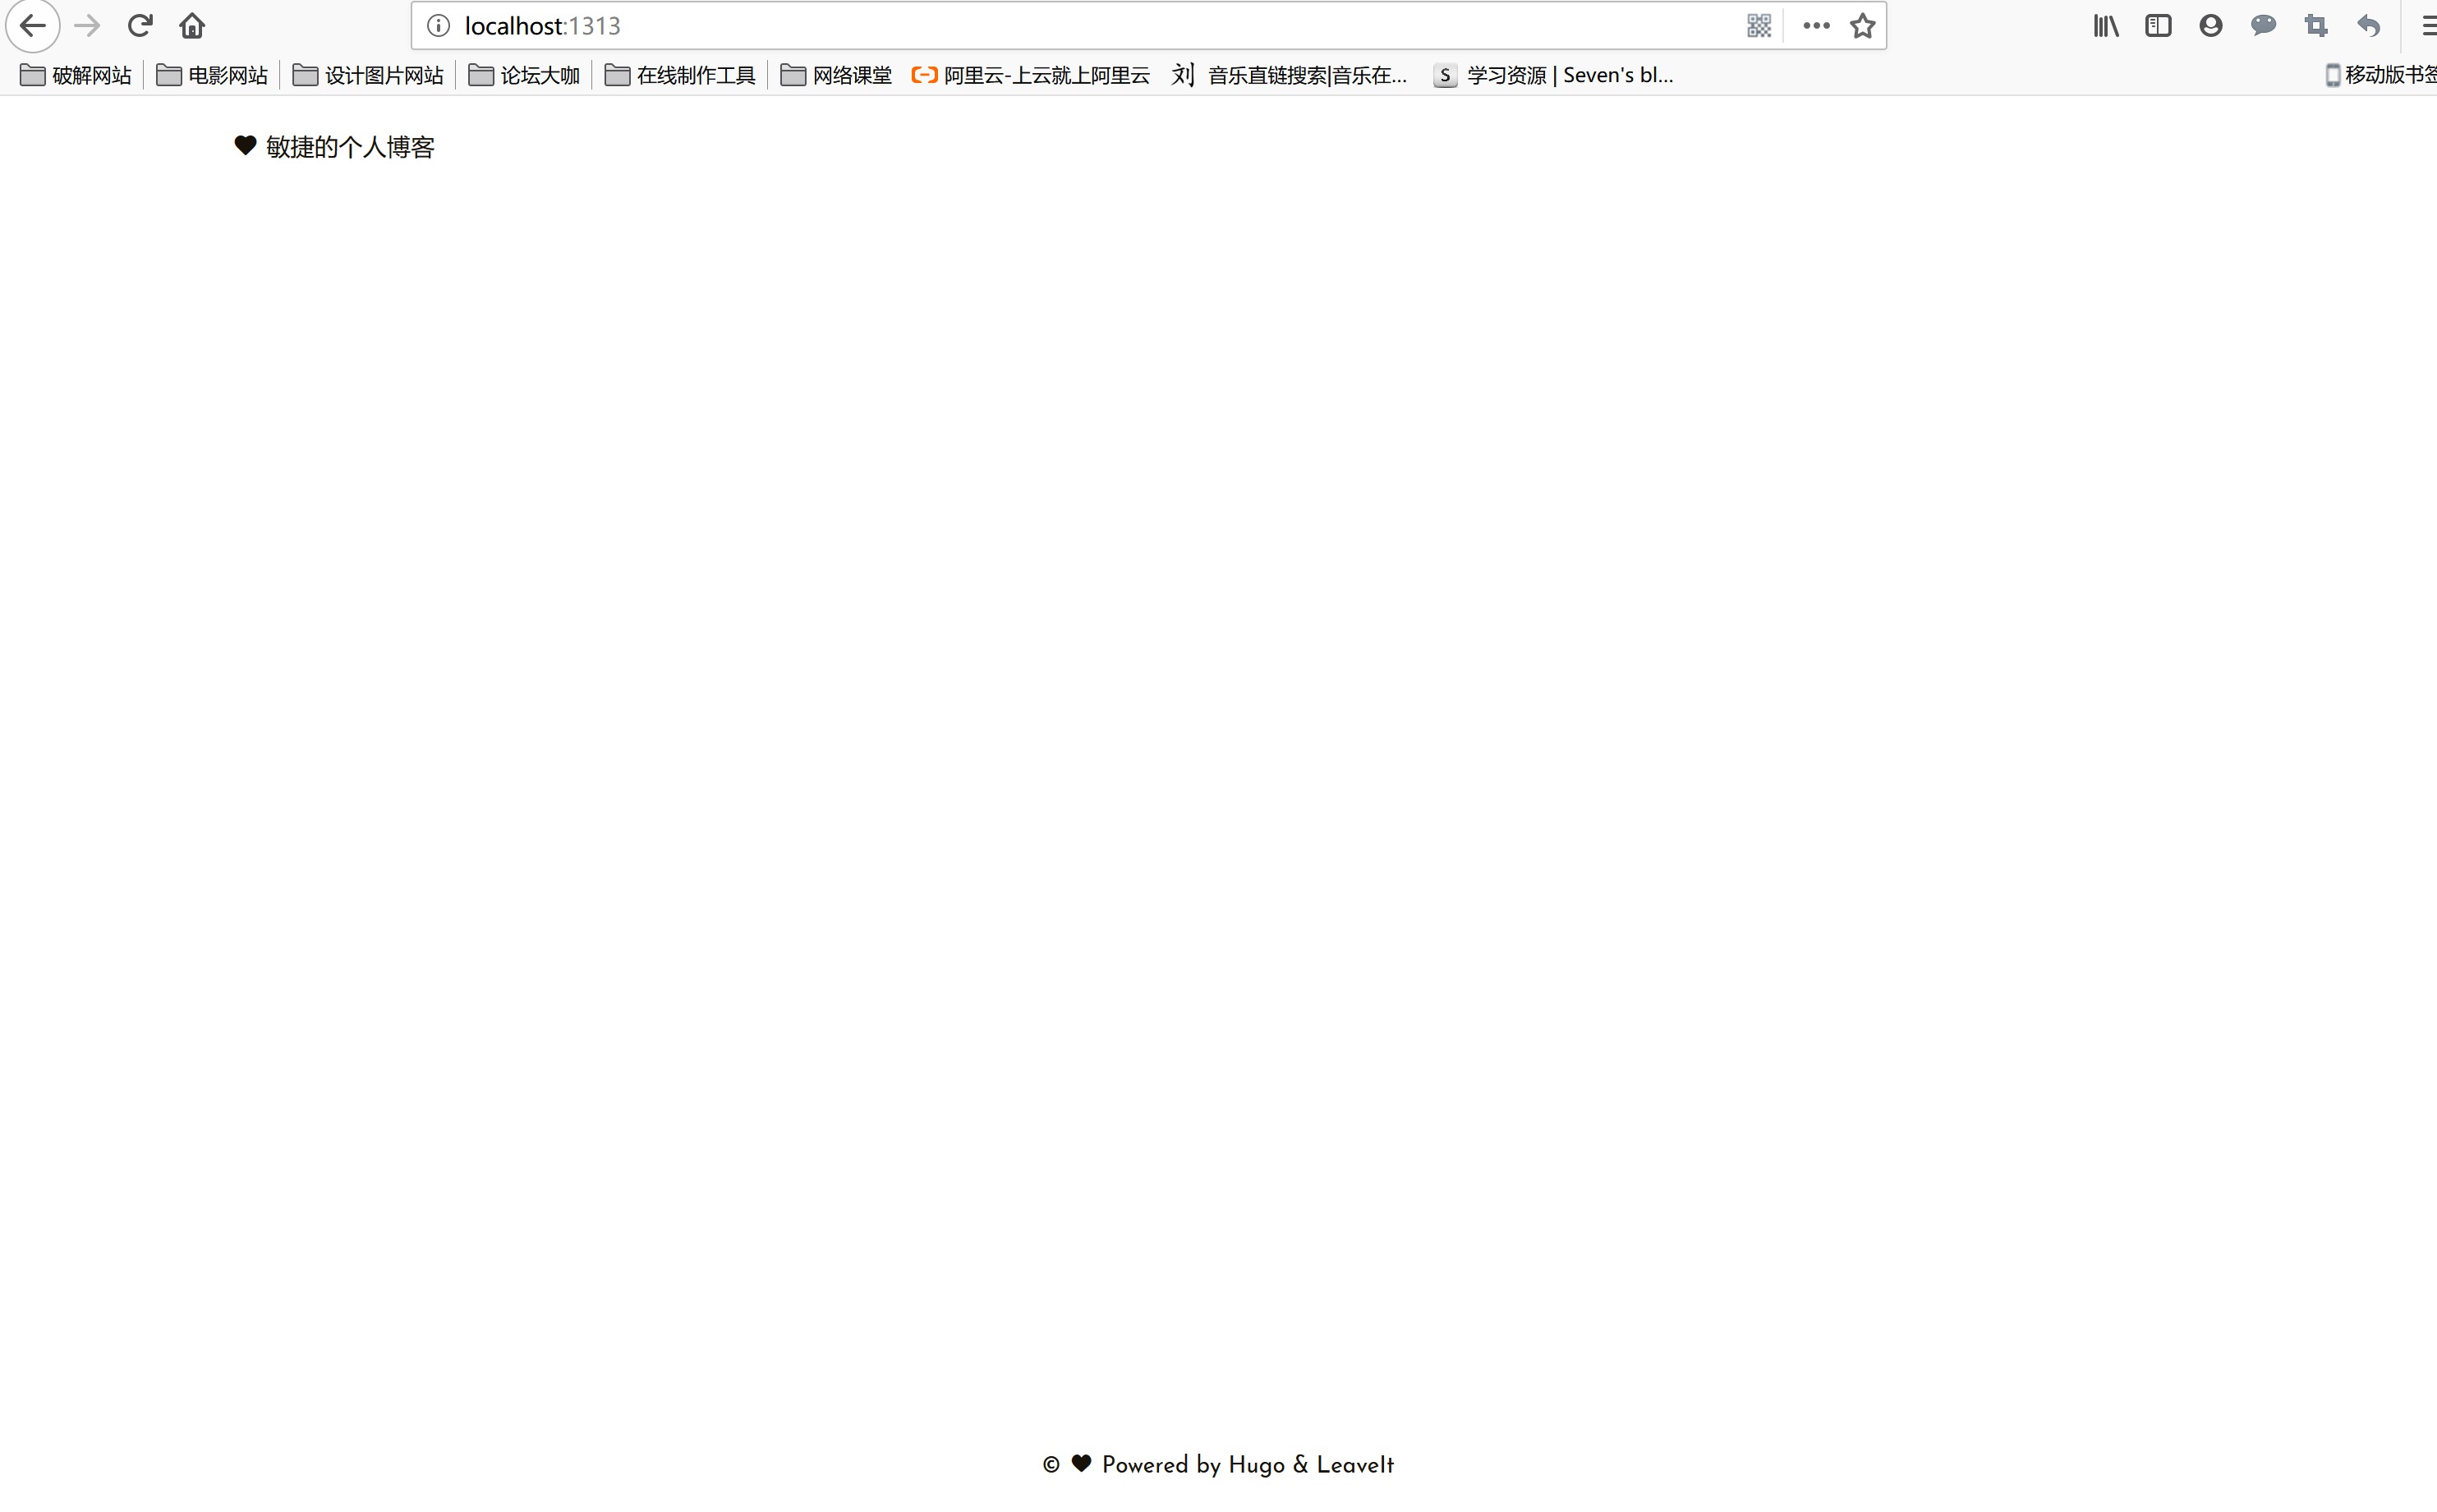 localhost:1313
破解网站 电影网站 设计图片网站 论坛大咖 在线制作工具 网络课堂 阿里云-上云就上阿里云 刘 音乐直链搜索|音乐在... S 学习资源 | Seven's bl... 移动版书签
♥ 敏捷的个人博客
© ♥ Powered by Hugo & LeaveIt